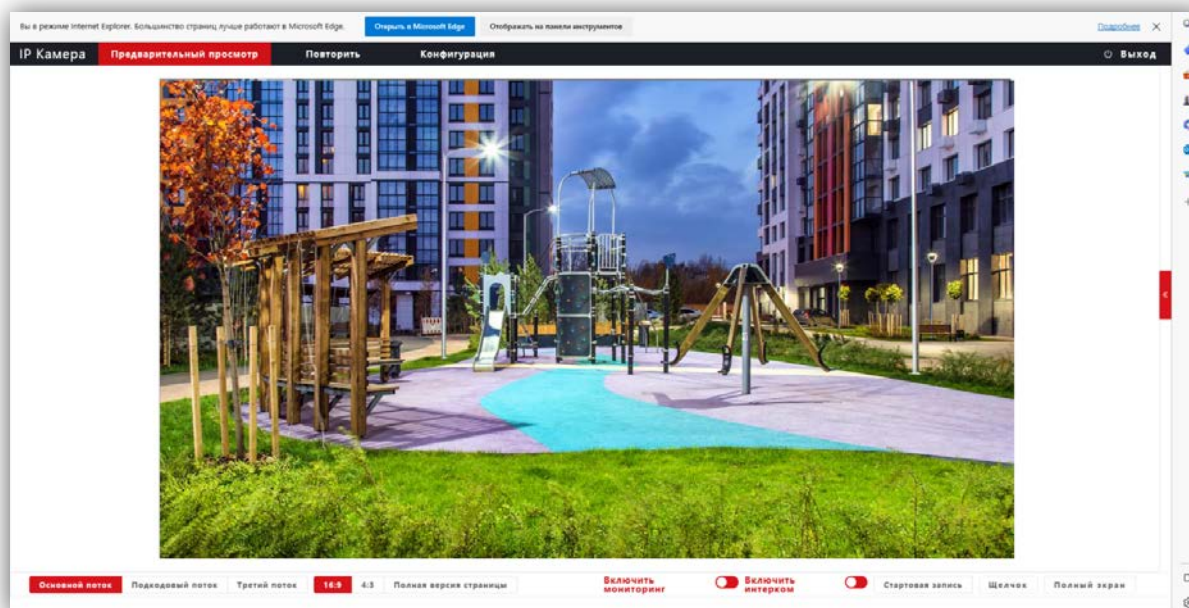 Вы в режиме Internet Explorer. Большинство страниц лучше работают в Microsoft Edge. Открыть в Microsoft Edge Отображать на панели инструментов Подробнее
IP Камера Предварительный просмотр Повторить Конфигурация Выход
Основной поток Подкодовый поток Третий поток 16:9 4:3 Полная версия страницы Включить мониторинг Включить интерком Стартовая запись Щелчок Полный экран